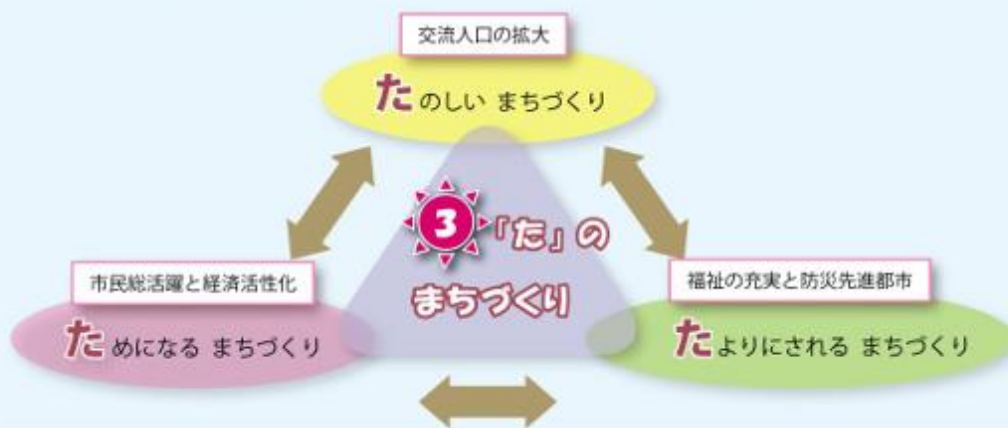 交流人口の拡大
たのしい まちづくり
3「た」の
まちづくり
市民総活躍と経済活性化
ためになる まちづくり
福祉の充実と防災先進都市
たよりにされる まちづくり